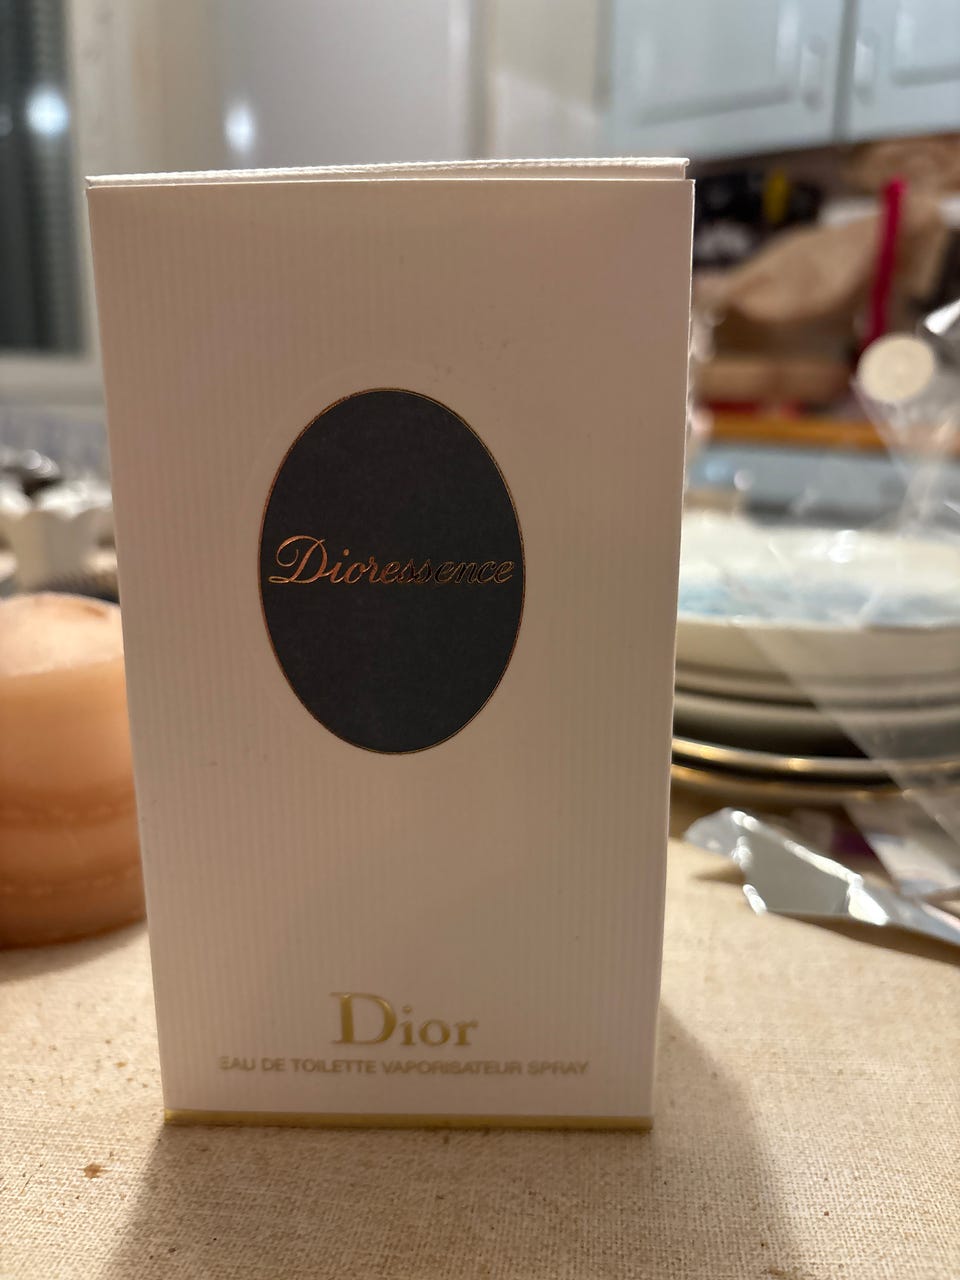 Dioressence
Dior
EAU DE TOILETTE VAPORISATEUR SPRAY